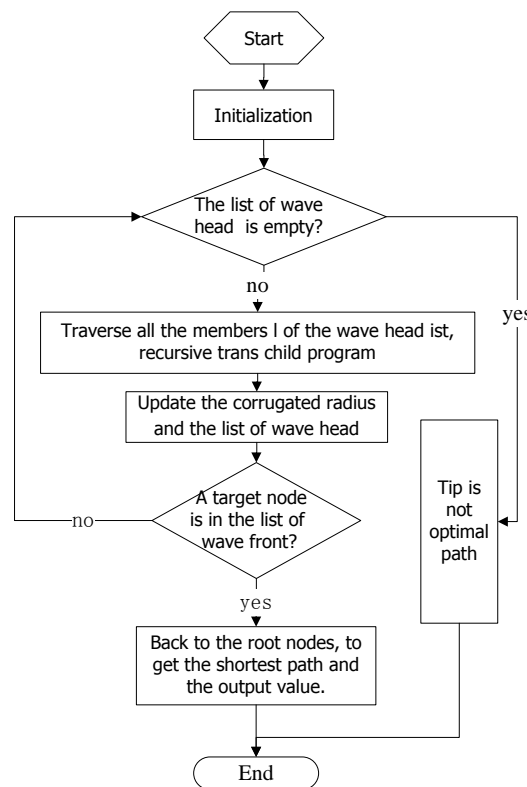 Start
Initialization
The list of wave
head is empty?
no
yes
Traverse all the members l of the wave head ist,
recursive trans child program
Update the corrugated radius
and the list of wave head
A target node
is in the list of
wave front?
no
yes
Tip is
not
optimal
path
Back to the root nodes, to
get the shortest path and
the output value.
End